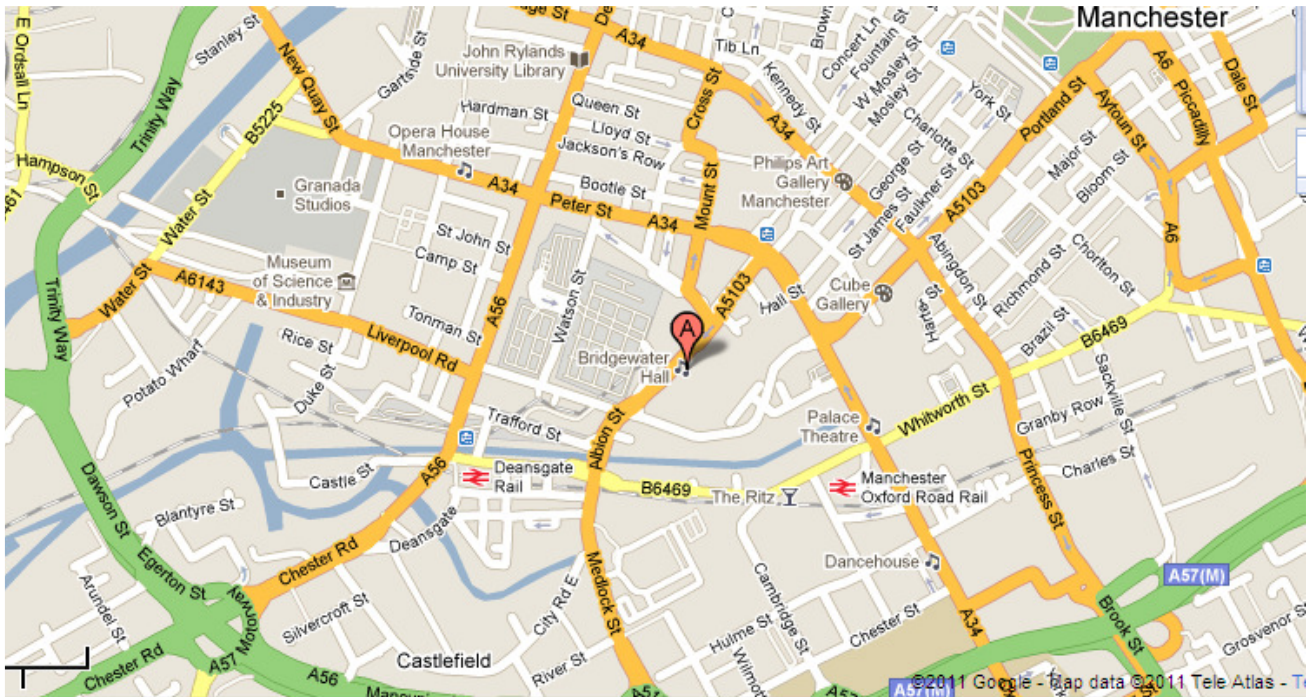 Manchester
E Ordsall Ln
Stanley St
Trinity Way
New Quay St
Gartside St
A34
John Rylands
University Library
Tib Ln
Brown
Concert Ln
Fountain
W Mosley St
Mosley St
A6
Piccadilly
Dale St
Cross St
Kennedy St
York St
Portland St
Aytoun St
B5225
Hardman St
Queen St
Lloyd St
Jackson's Row
Charlotte St
A34
Hampson St
Opera House
Manchester
Granada
Studios
A34
Bootle St
Peter St
A34
Mount St
Philips Art
Gallery
Manchester
George St
Faulkner St
St James St
A5103
Major St
Bloom St
A6
Water St
St John St
Camp St
Abingdon St
Chorlton St
Richmond St
Museum
of Science
& Industry
A6143
A56
Watson St
A5103
Hall St
Cube
Gallery
Brazil St
B6469
Trinity Way
Water St
Tonman St
Liverpool Rd
Rice St
Potato Wharf
Duke St
A
Bridgewater
Hall
Sackville St
Trafford St
Albion St
Palace
Theatre
Whitworth St
Granby Row
Charles St
Castle St
A56
Deansgate
Rail
B6469
The Ritz
Manchester
Oxford Road Rail
Princess St
Dawson St
Blantyre St
Deansgate
Egerton St
Chester Rd
Medlock St
City Rd E
Dancehouse
Cambridge St
A57(M)
Brook St
Arundel St
Silvercroft St
A57 Motorway
Hulme St
Chester St
A34
Grosvenor St
Chester Rd
A56
Castlefield
River St
A57(M)
©2011 Google - Map data ©2011 Tele Atlas